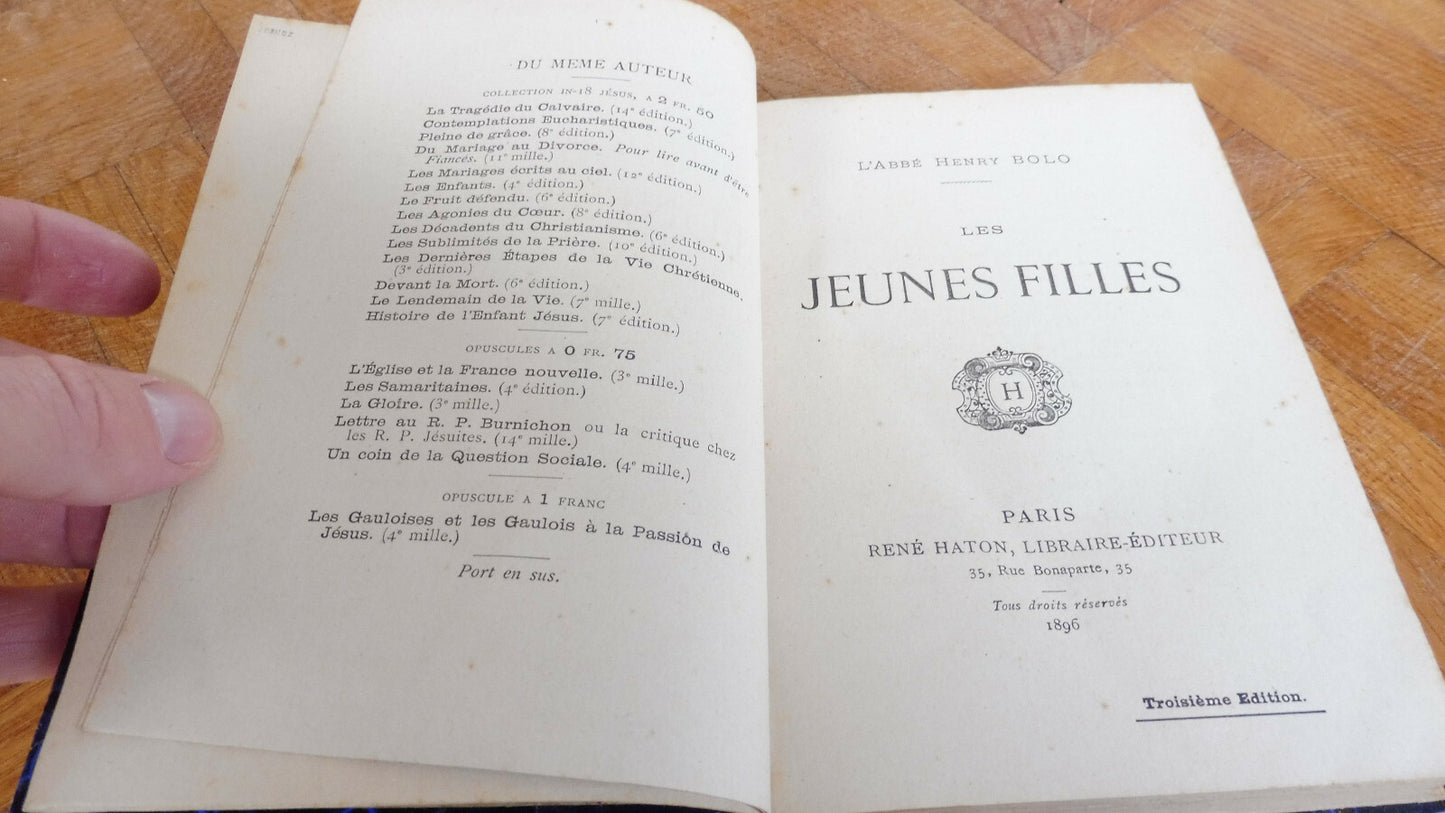 DU MEME AUTEUR
COLLECTION IN-18 JÉSUS, A 2 FR. 50
La Tragédie du Calvaire. (14e édition.)
Contemplations Eucharistiques. (7e édition.)
Pleine de grâce. (8e édition.)
Du Mariage au Divorce. Pour lire avant d'être
Fiancés. (11e mille.)
Les Mariages écrits au ciel. (12e édition.)
Les Enfants. (4e édition.)
Le Fruit défendu. (6e édition.)
Les Agonies du Cœur. (8e édition.)
Les Décadents du Christianisme. (6e édition.)
Les Sublimités de la Prière. (10e édition.)
Les Dernières Étapes de la Vie Chrétienne.
(3e édition.)
Devant la Mort. (6e édition.)
Le Lendemain de la Vie. (7e mille.)
Histoire de l'Enfant Jésus. (7e édition.)
OPUSCULES A 0 FR. 75
L'Église et la France nouvelle. (3e mille.)
Les Samaritaines. (4e édition.)
La Gloire. (3e mille.)
Lettre au R. P. Burnichon ou la critique chez
les R. P. Jésuites. (14e mille.)
Un coin de la Question Sociale. (4e mille.)
OPUSCULE A 1 FRANC
Les Gauloises et les Gaulois à la Passion de
Jésus. (4e mille.)
Port en sus.
L'ABBÉ HENRY BOLO
LES
JEUNES FILLES
H
PARIS
RENÉ HATON, LIBRAIRE-ÉDITEUR
35, Rue Bonaparte, 35
Tous droits réservés
1896
Troisième Edition.